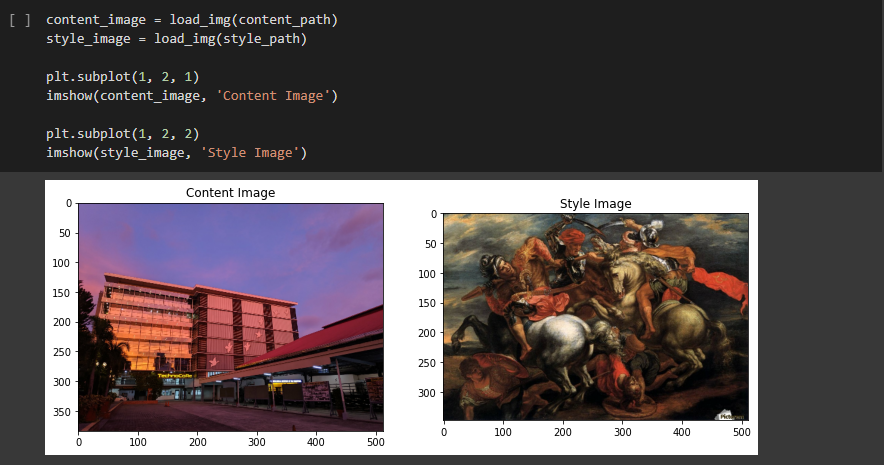 [ ] content_image = load_img(content_path)
style_image = load_img(style_path)
plt.subplot(1, 2, 1)
imshow(content_image, 'Content Image')
plt.subplot(1, 2, 2)
imshow(style_image, 'Style Image')
Content Image
0
50
100
150
200
250
300
350
0 100 200 300 400 500
TechnoCafe
Style Image
0
50
100
150
200
250
300
0 100 200 300 400 500